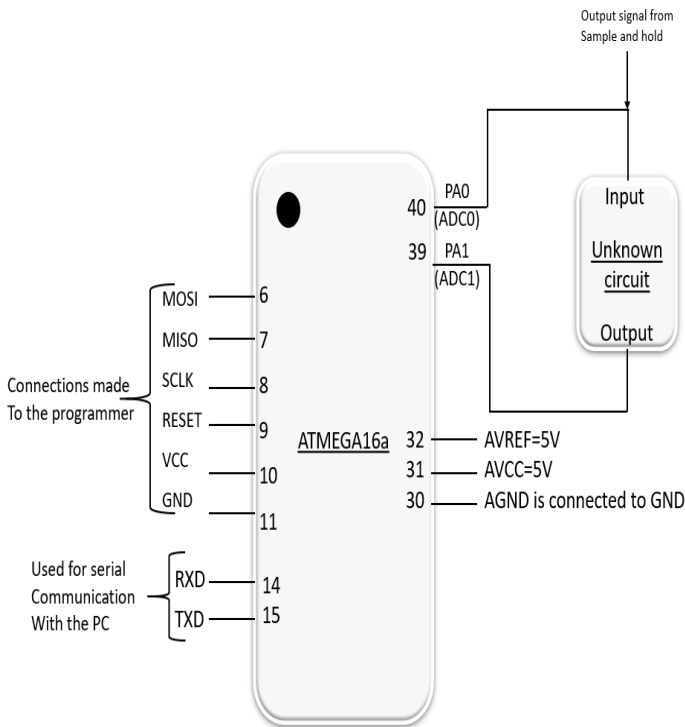 Output signal from
Sample and hold
40
PA0
(ADC0)
39
PA1
(ADC1)
Input
Unknown
circuit
Output
Connections made
To the programmer
MOSI
6
MISO
7
SCLK
8
RESET
9
VCC
10
GND
11
ATMEGA16a
32
AVREF=5V
31
AVCC=5V
30
AGND is connected to GND
Used for serial
Communication
With the PC
RXD
14
TXD
15